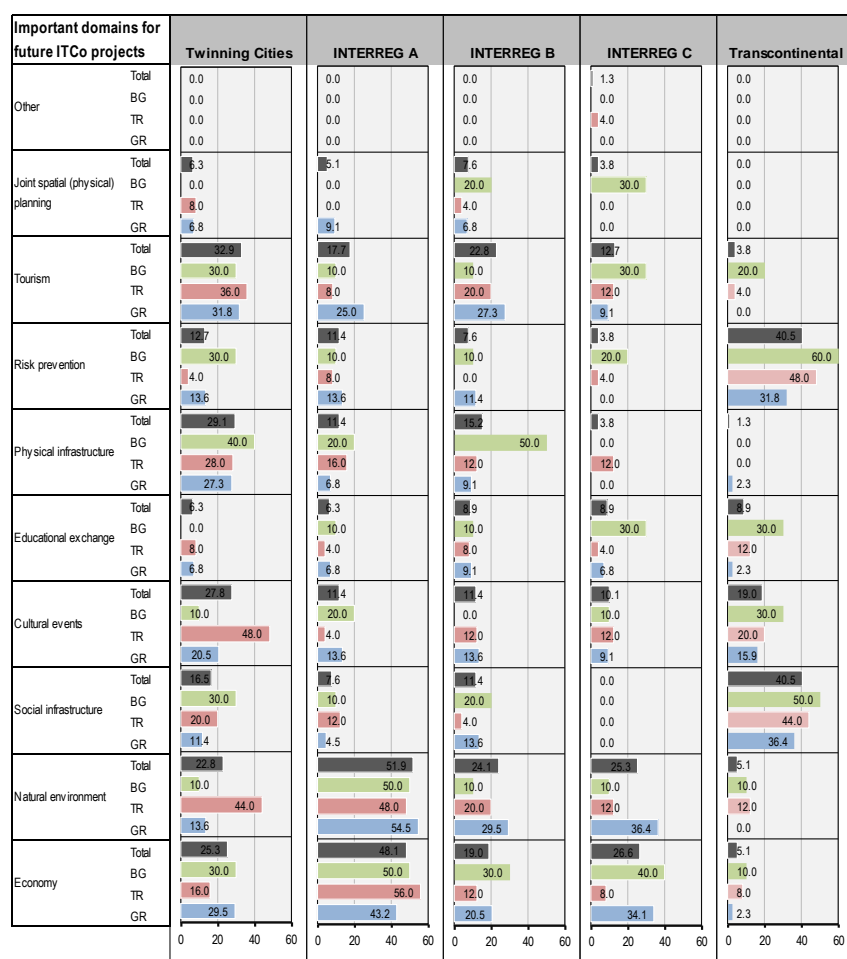 Important domains for
future ITCo projects Twinning Cities INTERREG A INTERREG B INTERREG C Transcontinental
Other
Total 0.0 0.0 0.0 1.3 0.0
BG 0.0 0.0 0.0 0.0 0.0
TR 0.0 0.0 0.0 4.0 0.0
GR 0.0 0.0 0.0 0.0 0.0
Joint spatial (physical)
planning
Total 6.3 5.1 7.6 3.8 0.0
BG 0.0 0.0 20.0 30.0 0.0
TR 8.0 0.0 4.0 0.0 0.0
GR 6.8 9.1 6.8 0.0 0.0
Tourism
Total 32.9 17.7 22.8 12.7 3.8
BG 30.0 10.0 10.0 30.0 20.0
TR 36.0 8.0 20.0 12.0 4.0
GR 31.8 25.0 27.3 9.1 0.0
Risk prevention
Total 12.7 11.4 7.6 3.8 40.5
BG 30.0 10.0 10.0 20.0 60.0
TR 4.0 8.0 0.0 4.0 48.0
GR 13.6 13.6 11.4 0.0 31.8
Physical infrastructure
Total 29.1 11.4 15.2 3.8 1.3
BG 40.0 20.0 50.0 0.0 0.0
TR 28.0 16.0 12.0 12.0 0.0
GR 27.3 6.8 9.1 0.0 2.3
Educational exchange
Total 6.3 6.3 8.9 8.9 8.9
BG 0.0 10.0 10.0 30.0 30.0
TR 8.0 4.0 8.0 4.0 12.0
GR 6.8 6.8 9.1 6.8 2.3
Cultural events
Total 27.8 11.4 11.4 10.1 19.0
BG 10.0 20.0 0.0 10.0 30.0
TR 48.0 4.0 12.0 12.0 20.0
GR 20.5 13.6 13.6 9.1 15.9
Social infrastructure
Total 16.5 7.6 11.4 0.0 40.5
BG 30.0 10.0 20.0 0.0 50.0
TR 20.0 12.0 4.0 0.0 44.0
GR 11.4 4.5 13.6 0.0 36.4
Natural environment
Total 22.8 51.9 24.1 25.3 5.1
BG 10.0 50.0 10.0 10.0 10.0
TR 44.0 48.0 20.0 12.0 12.0
GR 13.6 54.5 29.5 36.4 0.0
Economy
Total 25.3 48.1 19.0 26.6 5.1
BG 30.0 50.0 30.0 40.0 10.0
TR 16.0 56.0 12.0 8.0 8.0
GR 29.5 43.2 20.5 34.1 2.3
0 20 40 60 0 20 40 60 0 20 40 60 0 20 40 60 0 20 40 60